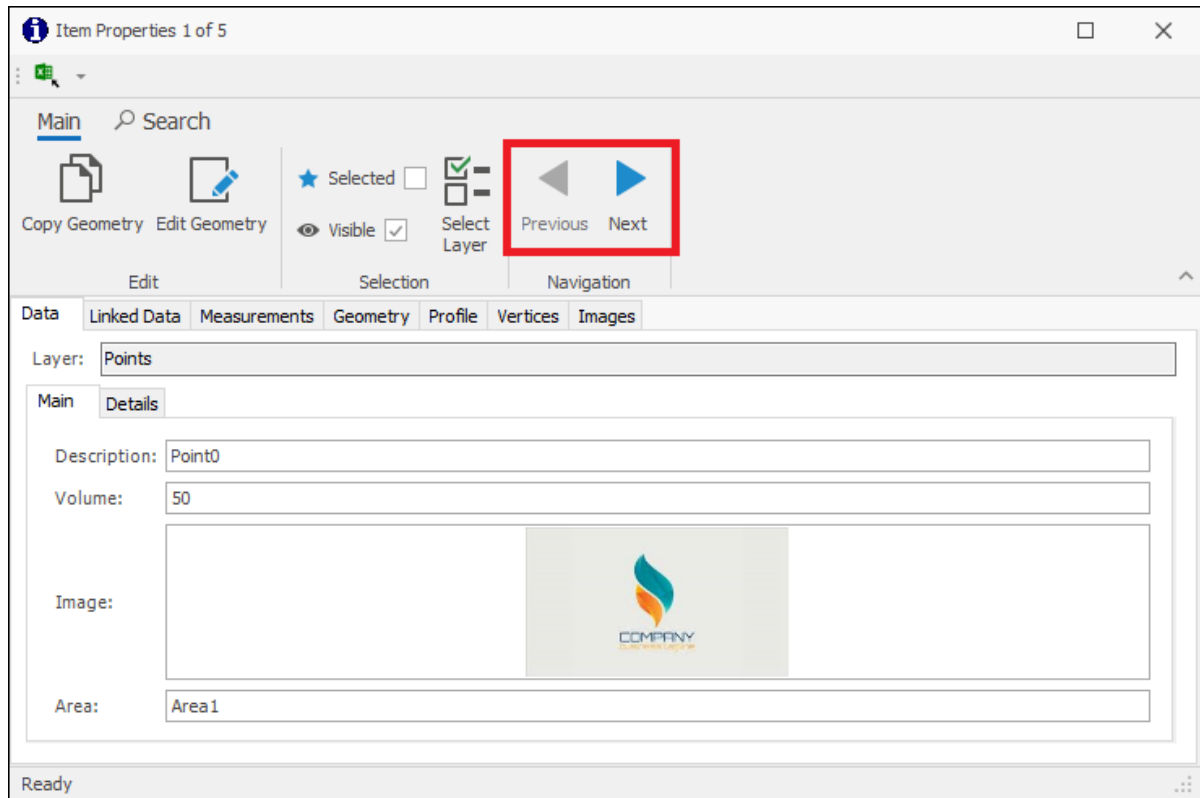 Item Properties 1 of 5
Main Search
Copy Geometry Edit Geometry
Selected
Visible
Select
Layer
Previous Next
Edit Selection Navigation
Data Linked Data Measurements Geometry Profile Vertices Images
Layer: Points
Main Details
Description: Point0
Volume: 50
Image:
COMPANY
Area: Area1
Ready